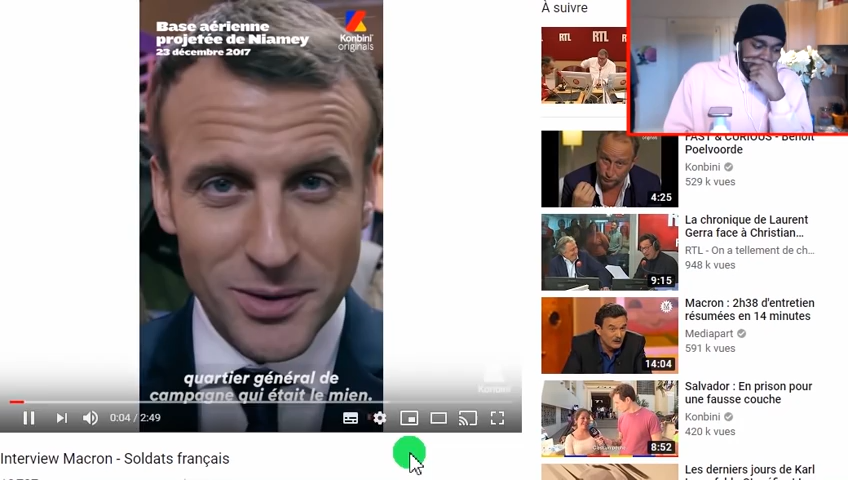 Base aérienne
projetée de Niamey
23 décembre 2017
Konbini
originals
quartier général de
campagne qui était le mien.
Konbini
0:04 / 2:49
Interview Macron - Soldats français
À suivre
RTL
RTL
FAST & CURIOUS - Benoît
Poelvoorde
Konbini
529 k vues
4:25
La chronique de Laurent
Gerra face à Christian...
RTL - On a tellement de ch...
948 k vues
9:15
Macron : 2h38 d'entretien
résumées en 14 minutes
Mediapart
591 k vues
14:04
Salvador : En prison pour
une fausse couche
Konbini
420 k vues
8:52
Les derniers jours de Karl